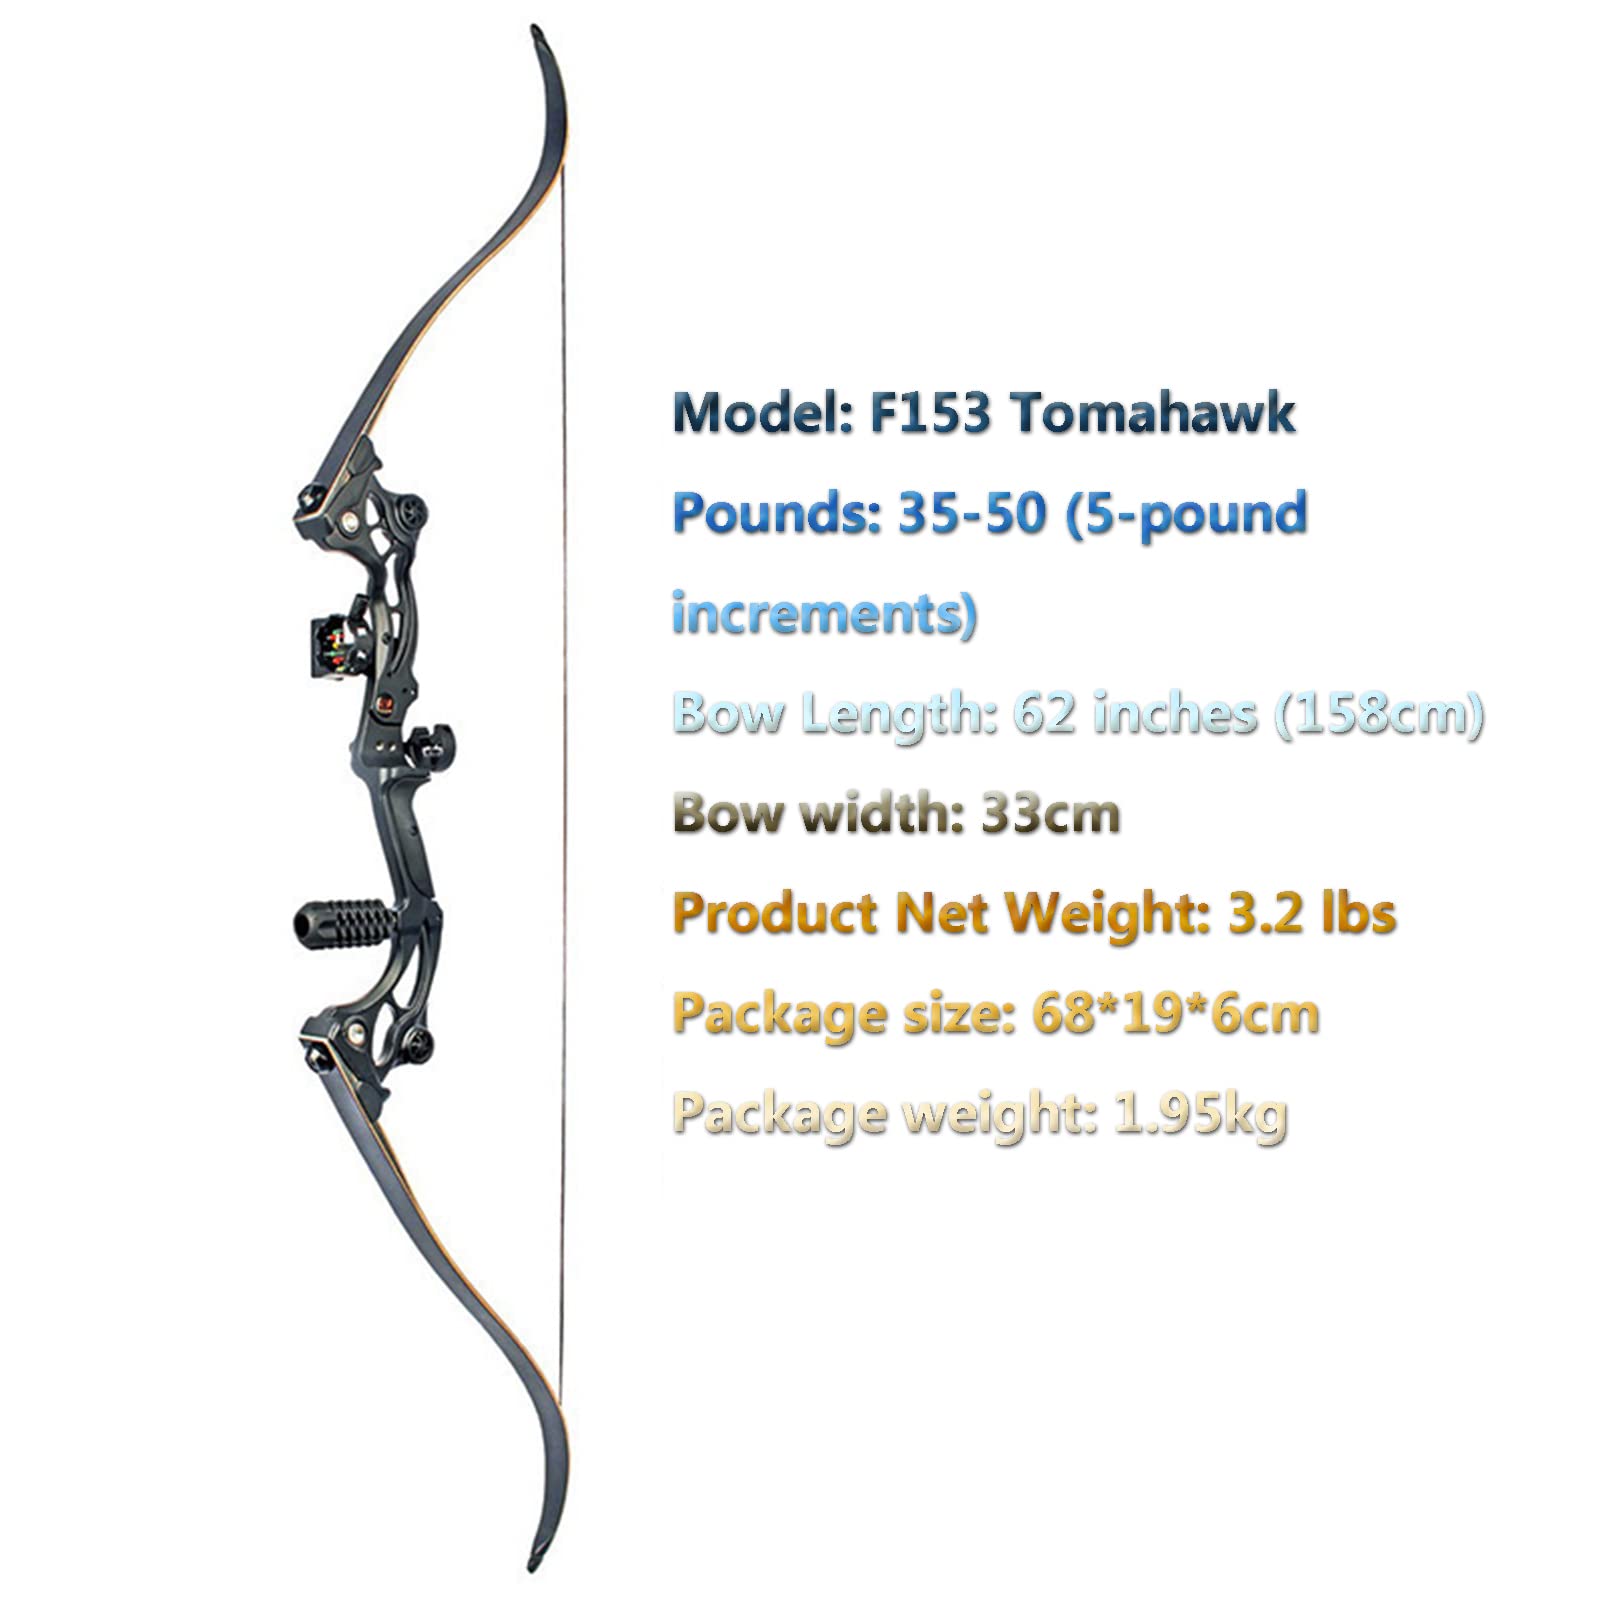 Model: F153 Tomahawk
Pounds: 35-50 (5-pound
increments)
Bow Length: 62 inches (158cm)
Bow width: 33cm
Product Net Weight: 3.2 lbs
Package size: 68*19*6cm
Package weight: 1.95kg